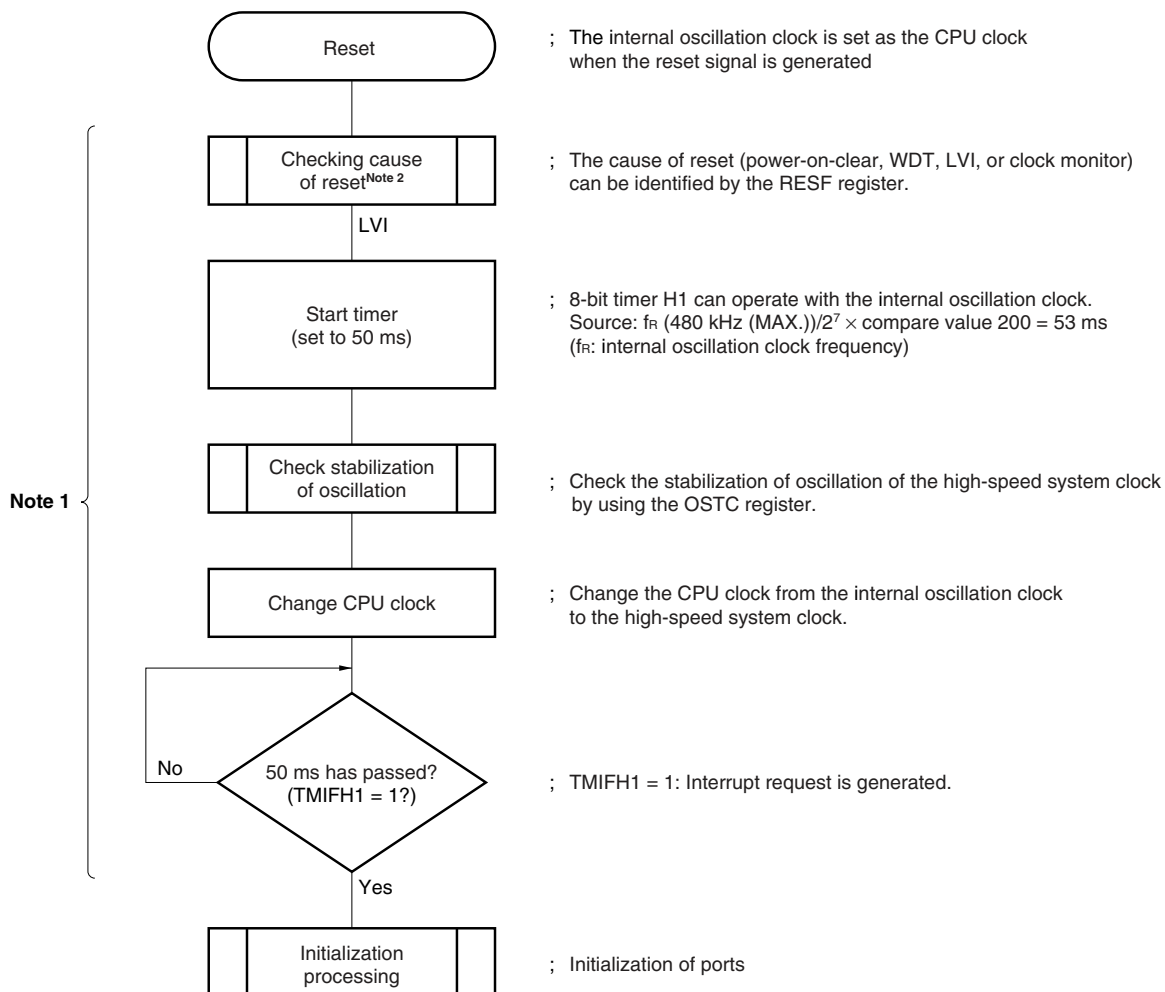 Reset
; The internal oscillation clock is set as the CPU clock
when the reset signal is generated
Checking cause
of reset^Note 2
; The cause of reset (power-on-clear, WDT, LVI, or clock monitor)
can be identified by the RESF register.
LVI
Start timer
(set to 50 ms)
; 8-bit timer H1 can operate with the internal oscillation clock.
Source: fR (480 kHz (MAX.))/2⁷ × compare value 200 = 53 ms
(fR: internal oscillation clock frequency)
Note 1
Check stabilization
of oscillation
; Check the stabilization of oscillation of the high-speed system clock
by using the OSTC register.
Change CPU clock
; Change the CPU clock from the internal oscillation clock
to the high-speed system clock.
No
50 ms has passed?
(TMIFH1 = 1?)
; TMIFH1 = 1: Interrupt request is generated.
Yes
Initialization
processing
; Initialization of ports